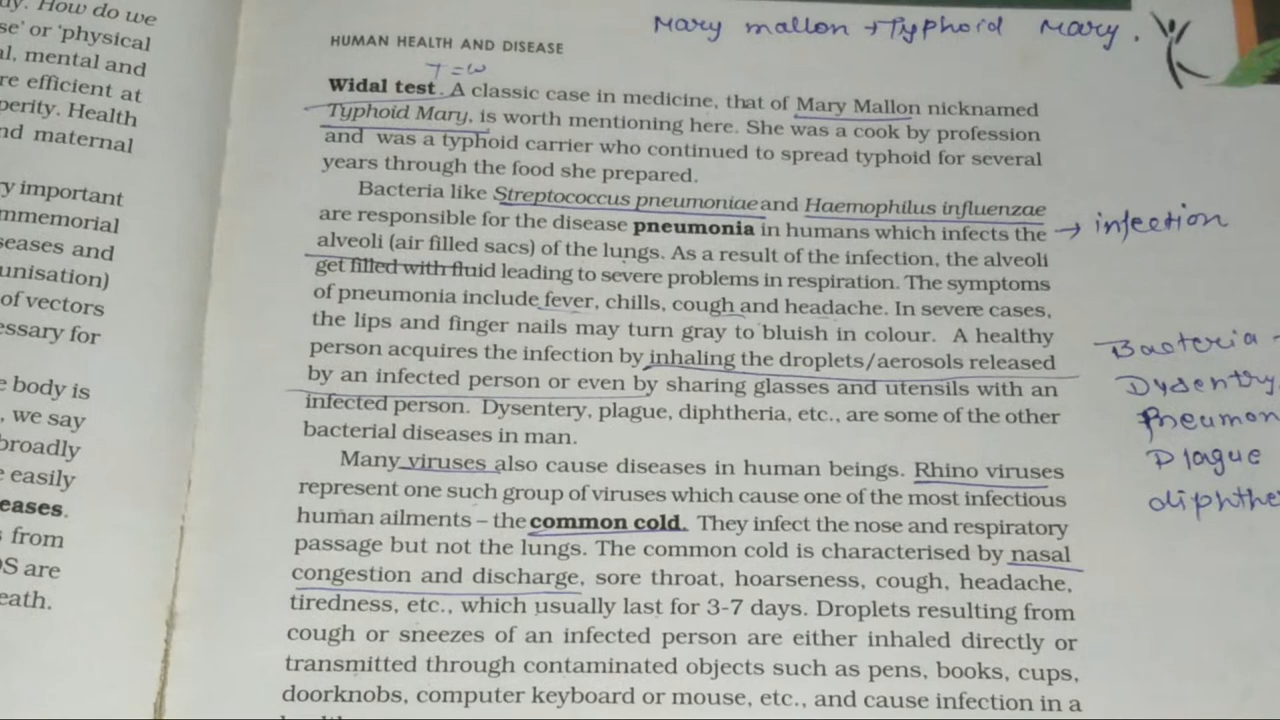 Mary mallon → Typhoid Mary.
HUMAN HEALTH AND DISEASE
T = W
Widal test. A classic case in medicine, that of Mary Mallon nicknamed
Typhoid Mary, is worth mentioning here. She was a cook by profession
and was a typhoid carrier who continued to spread typhoid for several
years through the food she prepared.
Bacteria like Streptococcus pneumoniae and Haemophilus influenzae
are responsible for the disease pneumonia in humans which infects the → infection
alveoli (air filled sacs) of the lungs. As a result of the infection, the alveoli
get filled with fluid leading to severe problems in respiration. The symptoms
of pneumonia include fever, chills, cough and headache. In severe cases,
the lips and finger nails may turn gray to bluish in colour. A healthy
person acquires the infection by inhaling the droplets/aerosols released
by an infected person or even by sharing glasses and utensils with an
infected person. Dysentery, plague, diphtheria, etc., are some of the other
bacterial diseases in man.
Many viruses also cause diseases in human beings. Rhino viruses
represent one such group of viruses which cause one of the most infectious
human ailments – the common cold. They infect the nose and respiratory
passage but not the lungs. The common cold is characterised by nasal
congestion and discharge, sore throat, hoarseness, cough, headache,
tiredness, etc., which usually last for 3-7 days. Droplets resulting from
cough or sneezes of an infected person are either inhaled directly or
transmitted through contaminated objects such as pens, books, cups,
doorknobs, computer keyboard or mouse, etc., and cause infection in a
Bacteria -
Dysentry
Pneumon
Plague
diphthe
. How do we
se' or 'physical
al, mental and
re efficient at
perity. Health
nd maternal
y important
mmemorial
seases and
unisation)
of vectors
essary for
e body is
, we say
broadly
e easily
eases.
s from
OS are
eath.